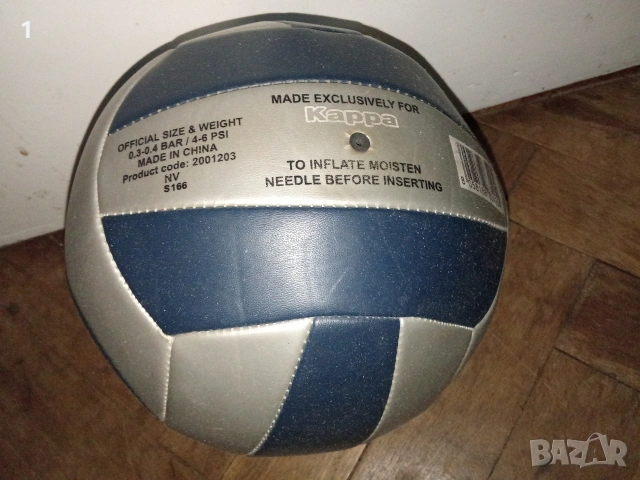 1
OFFICIAL SIZE & WEIGHT
0.3-0.4 BAR / 4-6 PSI
MADE IN CHINA
Product code: 2001203
NV
S166
MADE EXCLUSIVELY FOR
Kappa
TO INFLATE MOISTEN
NEEDLE BEFORE INSERTING
BAZAR